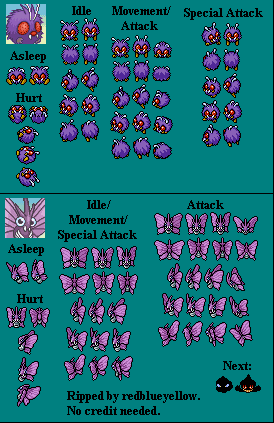 Idle
Movement/
Attack
Special Attack
Asleep
Hurt
Idle/
Movement/
Special Attack
Attack
Asleep
Hurt
Next:
Ripped by redblueyellow.
No credit needed.